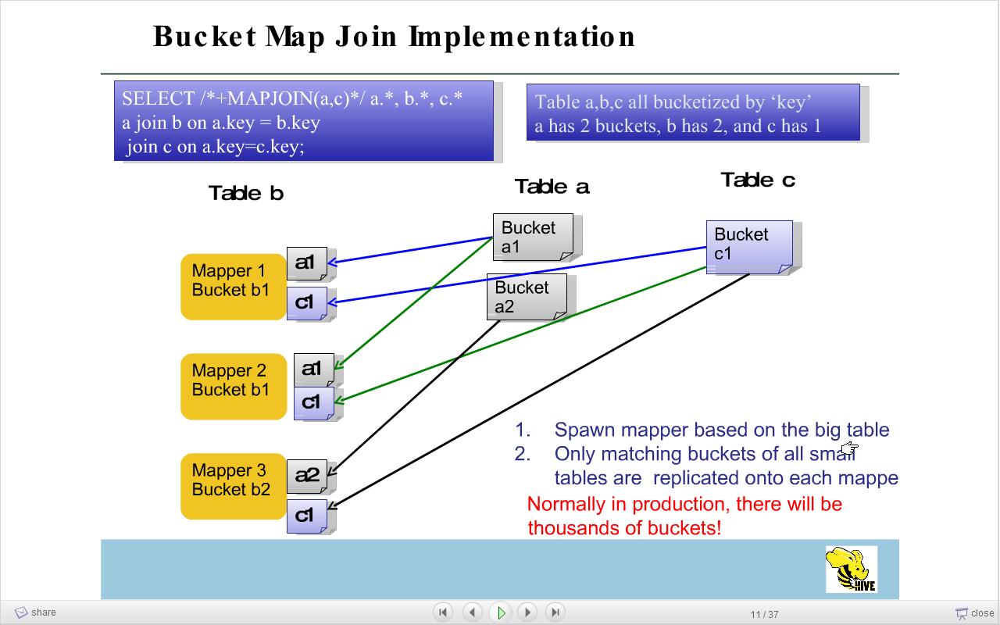 Bucket Map Join Implementation
SELECT /*+MAPJOIN(a,c)*/ a.*, b.*, c.*
a join b on a.key = b.key
join c on a.key=c.key;
Table a,b,c all bucketized by ‘key’
a has 2 buckets, b has 2, and c has 1
Table b
Table a
Table c
Bucket
a1
Bucket
c1
Bucket
a2
Mapper 1
Bucket b1
a1
c1
Mapper 2
Bucket b1
a1
c1
Mapper 3
Bucket b2
a2
c1
1. Spawn mapper based on the big table
2. Only matching buckets of all small
tables are replicated onto each mappe
Normally in production, there will be
thousands of buckets!
HIVE
share
11 / 37
close